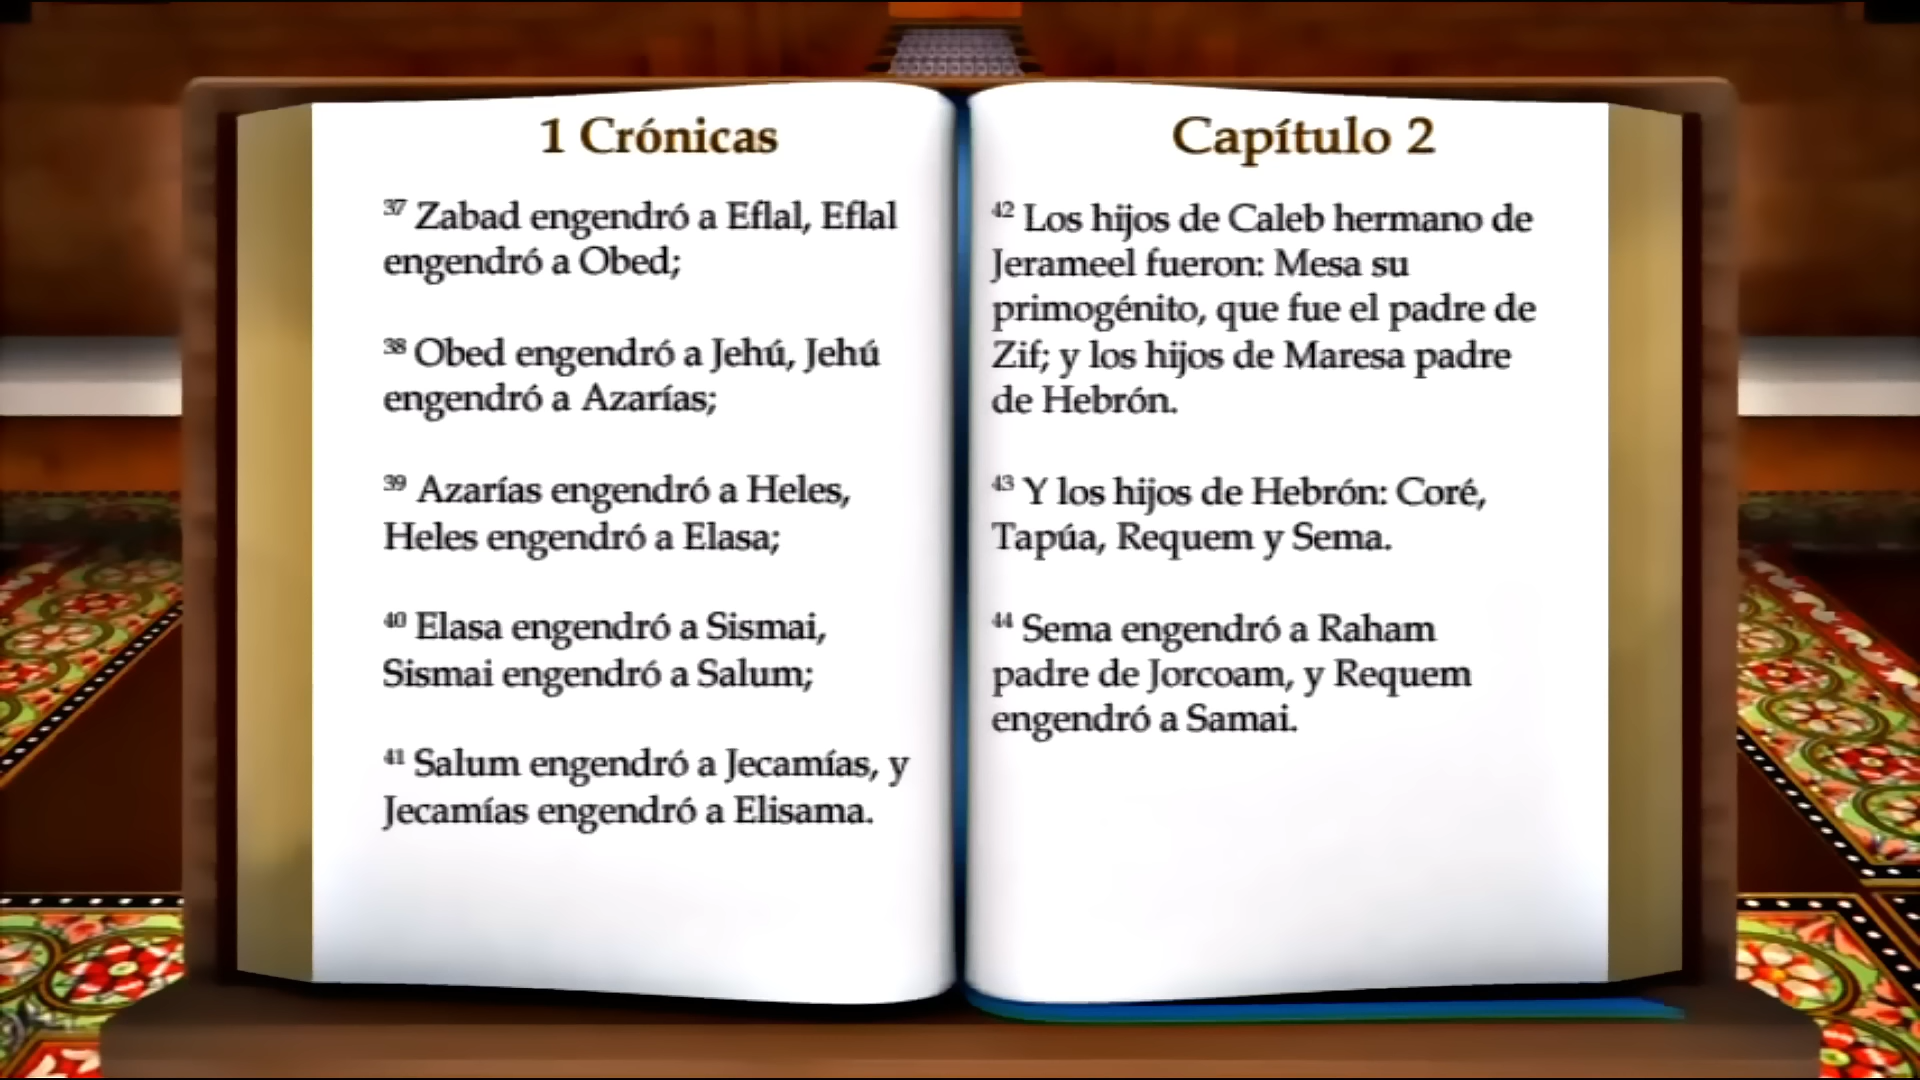 1 Crónicas
37 Zabad engendró a Eflal, Eflal
engendró a Obed;
38 Obed engendró a Jehú, Jehú
engendró a Azarías;
39 Azarías engendró a Heles,
Heles engendró a Elasa;
40 Elasa engendró a Sismai,
Sismai engendró a Salum;
41 Salum engendró a Jecamías, y
Jecamías engendró a Elisama.
Capítulo 2
42 Los hijos de Caleb hermano de
Jerameel fueron: Mesa su
primogénito, que fue el padre de
Zif; y los hijos de Maresa padre
de Hebrón.
43 Y los hijos de Hebrón: Coré,
Tapúa, Requem y Sema.
44 Sema engendró a Raham
padre de Jorcoam, y Requem
engendró a Samai.